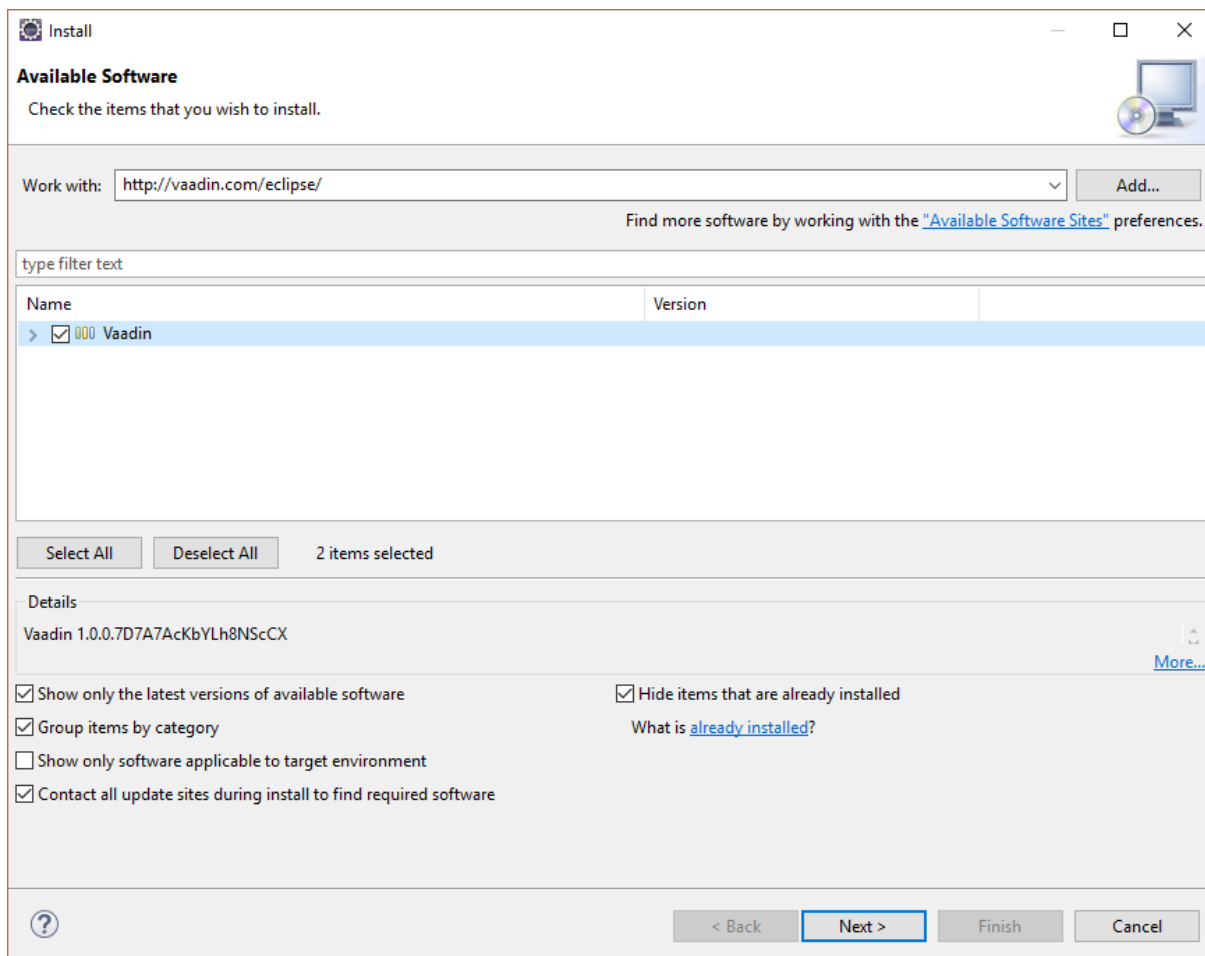 Install
Available Software
Check the items that you wish to install.
Work with: http://vaadin.com/eclipse/ Add...
Find more software by working with the "Available Software Sites" preferences.
type filter text
Name Version
Vaadin
Select All Deselect All 2 items selected
Details
Vaadin 1.0.0.7D7A7AcKbYLh8NScCX
More...
Show only the latest versions of available software Hide items that are already installed
Group items by category What is already installed?
Show only software applicable to target environment
Contact all update sites during install to find required software
? < Back Next > Finish Cancel